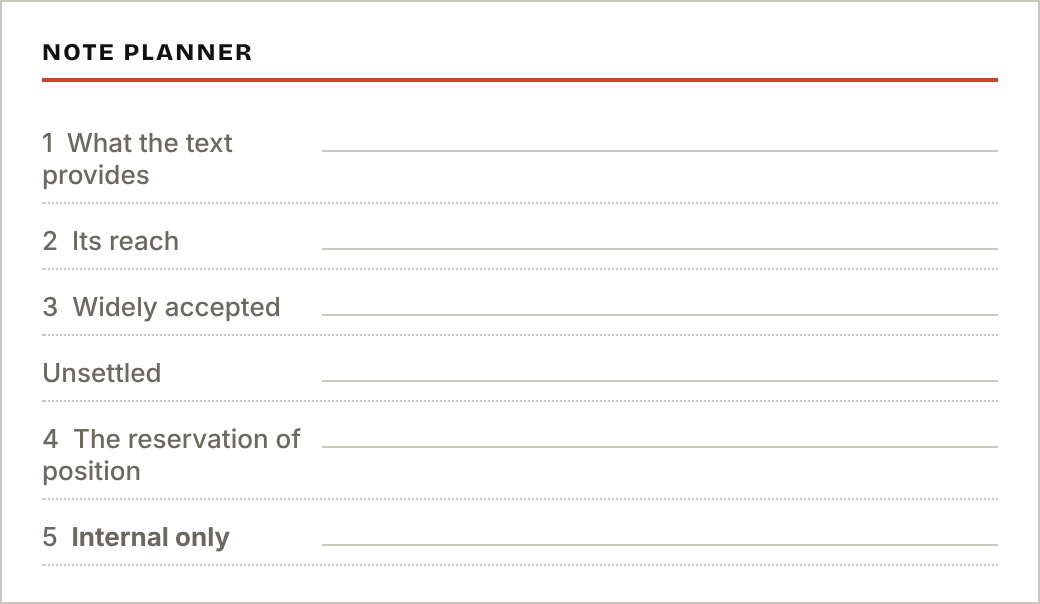 NOTE PLANNER
1 What the text
provides
2 Its reach
3 Widely accepted
Unsettled
4 The reservation of
position
5 Internal only